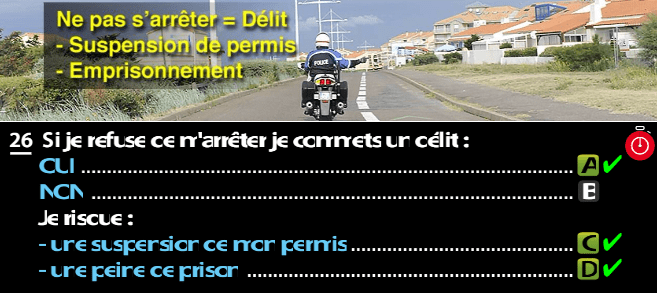 Ne pas s'arrêter = Délit
- Suspension de permis
- Emprisonnement
POLICE
26 Si je refuse de m'arrêter je commets un délit :
OUI A
NON B
Je risque :
- une suspension de mon permis C
- une peine de prison D